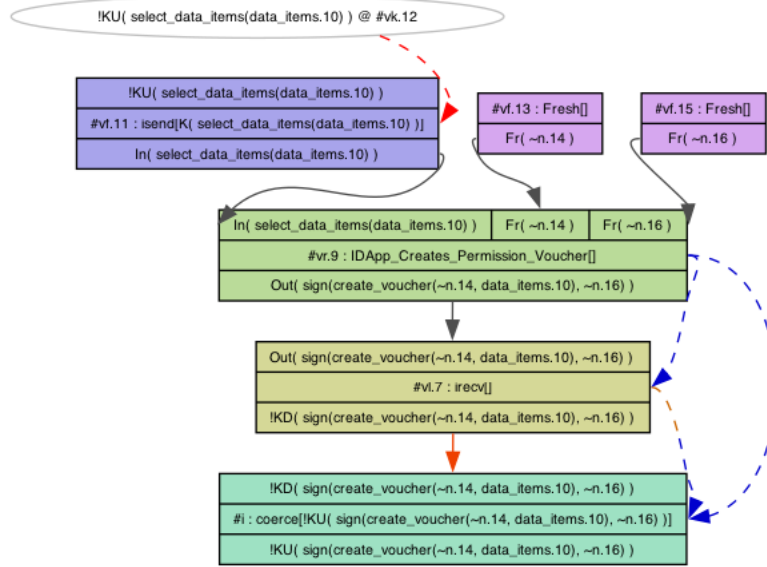 !KU( select_data_items(data_items.10) ) @ #vk.12
!KU( select_data_items(data_items.10) )
#vf.11 : isend[K( select_data_items(data_items.10) )]
In( select_data_items(data_items.10) )
#vf.13 : Fresh[]
Fr( ~n.14 )
#vf.15 : Fresh[]
Fr( ~n.16 )
In( select_data_items(data_items.10) ) Fr( ~n.14 ) Fr( ~n.16 )
#vr.9 : IDApp_Creates_Permission_Voucher[]
Out( sign(create_voucher(~n.14, data_items.10), ~n.16) )
Out( sign(create_voucher(~n.14, data_items.10), ~n.16) )
#vl.7 : irecv[]
!KD( sign(create_voucher(~n.14, data_items.10), ~n.16) )
!KD( sign(create_voucher(~n.14, data_items.10), ~n.16) )
#i : coerce[!KU( sign(create_voucher(~n.14, data_items.10), ~n.16) )]
!KU( sign(create_voucher(~n.14, data_items.10), ~n.16) )